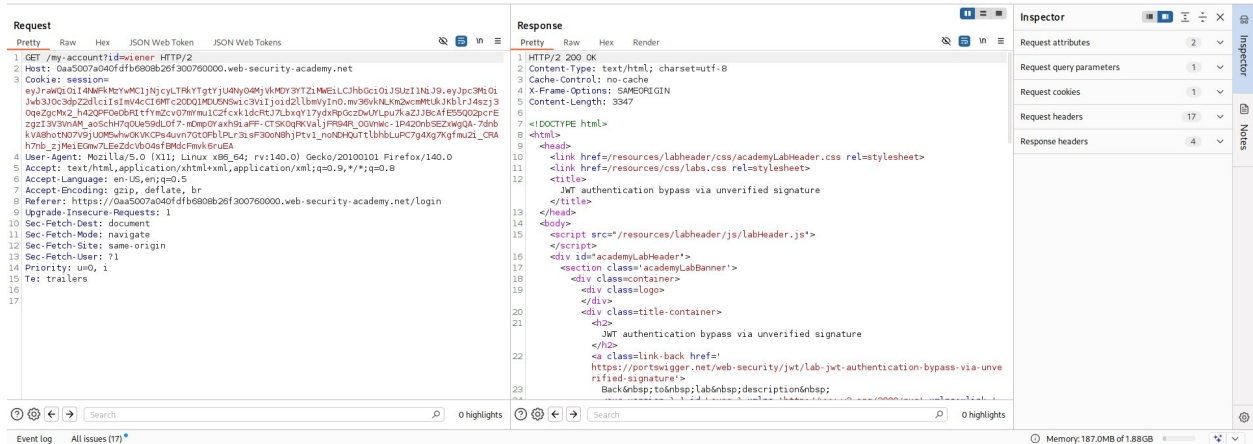 Request
Pretty Raw Hex JSON Web Token JSON Web Tokens
\n
1 GET /my-account?id=wiener HTTP/2
2 Host: 0aa5007a040fdfb6808b26f300760000.web-security-academy.net
3 Cookie: session=
4 User-Agent: Mozilla/5.0 (X11; Linux x86_64; rv:140.0) Gecko/20100101 Firefox/140.0
5 Accept: text/html,application/xhtml+xml,application/xml;q=0.9,*/*;q=0.8
6 Accept-Language: en-US,en;q=0.5
7 Accept-Encoding: gzip, deflate, br
8 Referer: https://0aa5007a040fdfb6808b26f300760000.web-security-academy.net/login
9 Upgrade-Insecure-Requests: 1
10 Sec-Fetch-Dest: document
11 Sec-Fetch-Mode: navigate
12 Sec-Fetch-Site: same-origin
13 Sec-Fetch-User: ?1
14 Priority: u=0, i
15 Te: trailers
16
17
Search
0 highlights
Response
Pretty Raw Hex Render
\n
1 HTTP/2 200 OK
2 Content-Type: text/html; charset=utf-8
3 Cache-Control: no-cache
4 X-Frame-Options: SAMEORIGIN
5 Content-Length: 3347
6
7 <!DOCTYPE html>
8 <html>
9 <head>
10 <link href=/resources/labheader/css/academyLabHeader.css rel=stylesheet>
11 <link href=/resources/css/labs.css rel=stylesheet>
12 <title>
JWT authentication bypass via unverified signature
</title>
13 </head>
14 <body>
15 <script src="/resources/labheader/js/labHeader.js">
</script>
16 <div id="academyLabHeader">
17 <section class='academyLabBanner'>
18 <div class=container>
19 <div class=logo>
</div>
20 <div class=title-container>
21 <h2>
JWT authentication bypass via unverified signature
</h2>
22 <a class=link-back href='
https://portswigger.net/web-security/jwt/lab-jwt-authentication-bypass-via-unve
rified-signature'>
23 Back&nbsp;to&nbsp;lab&nbsp;description&nbsp;
Search
0 highlights
Inspector
Request attributes 2
Request query parameters 1
Request cookies 1
Request headers 17
Response headers 4
Inspector
Notes
Event log All issues (17)
Memory: 187.0MB of 1.88GB